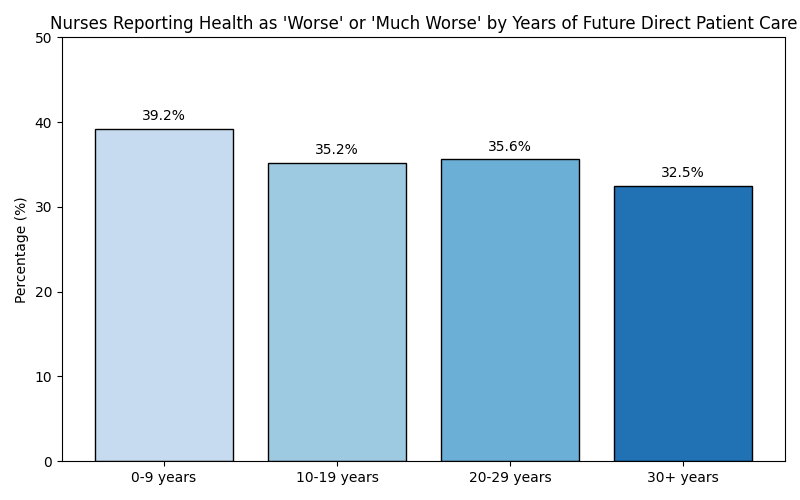 Nurses Reporting Health as 'Worse' or 'Much Worse' by Years of Future Direct Patient Care
Percentage (%)
50
40
30
20
10
0
39.2%
35.2%
35.6%
32.5%
0-9 years
10-19 years
20-29 years
30+ years